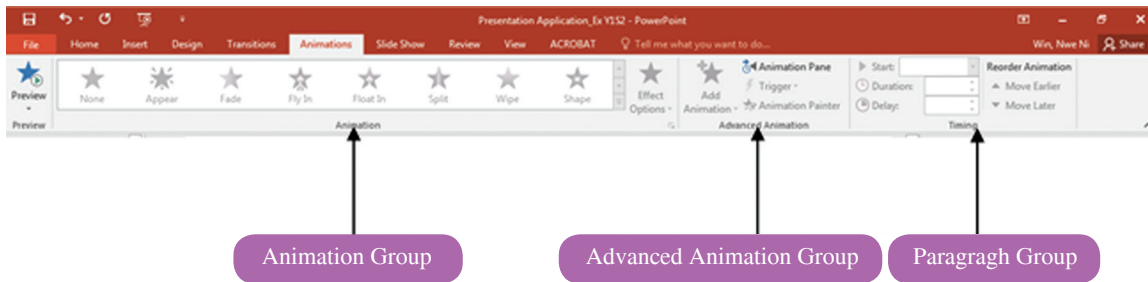 Presentation Application_Ex Y1S2 - PowerPoint
File Home Insert Design Transitions Animations Slide Show Review View ACROBAT Tell me what you want to do... Win, Nwe Ni Share
Preview None Appear Fade Fly In Float In Split Wipe Shape Effect Options Add Animation Animation Pane Trigger Animation Painter Start: Duration: Delay: Reorder Animation Move Earlier Move Later
Preview Animation Advanced Animation Timing
Animation Group Advanced Animation Group Paragragh Group